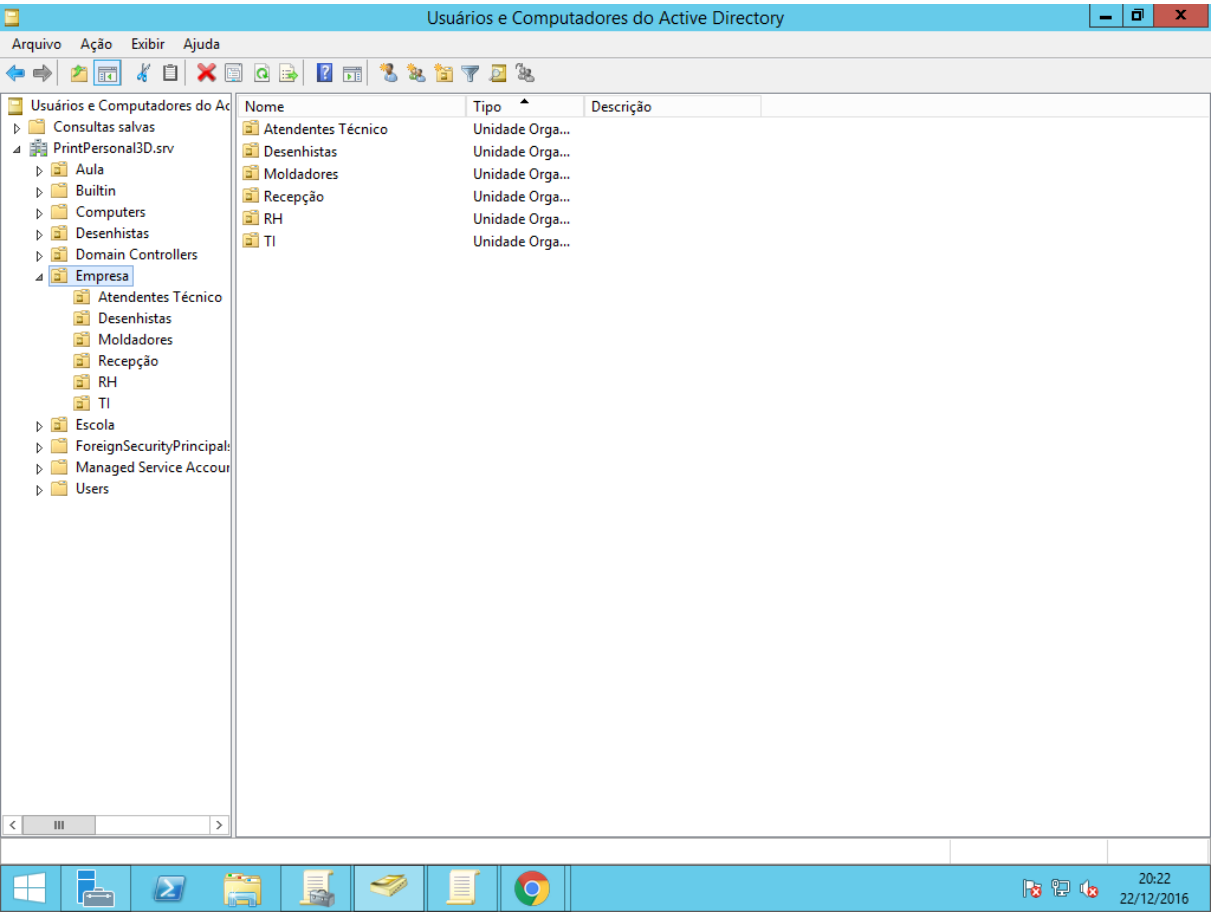 Usuários e Computadores do Active Directory
Arquivo Ação Exibir Ajuda
Usuários e Computadores do Ac
Consultas salvas
PrintPersonal3D.srv
Aula
Builtin
Computers
Desenhistas
Domain Controllers
Empresa
Atendentes Técnico
Desenhistas
Moldadores
Recepção
RH
TI
Escola
ForeignSecurityPrincipals
Managed Service Accour
Users
Nome Tipo Descrição
Atendentes Técnico Unidade Orga...
Desenhistas Unidade Orga...
Moldadores Unidade Orga...
Recepção Unidade Orga...
RH Unidade Orga...
TI Unidade Orga...
20:22
22/12/2016